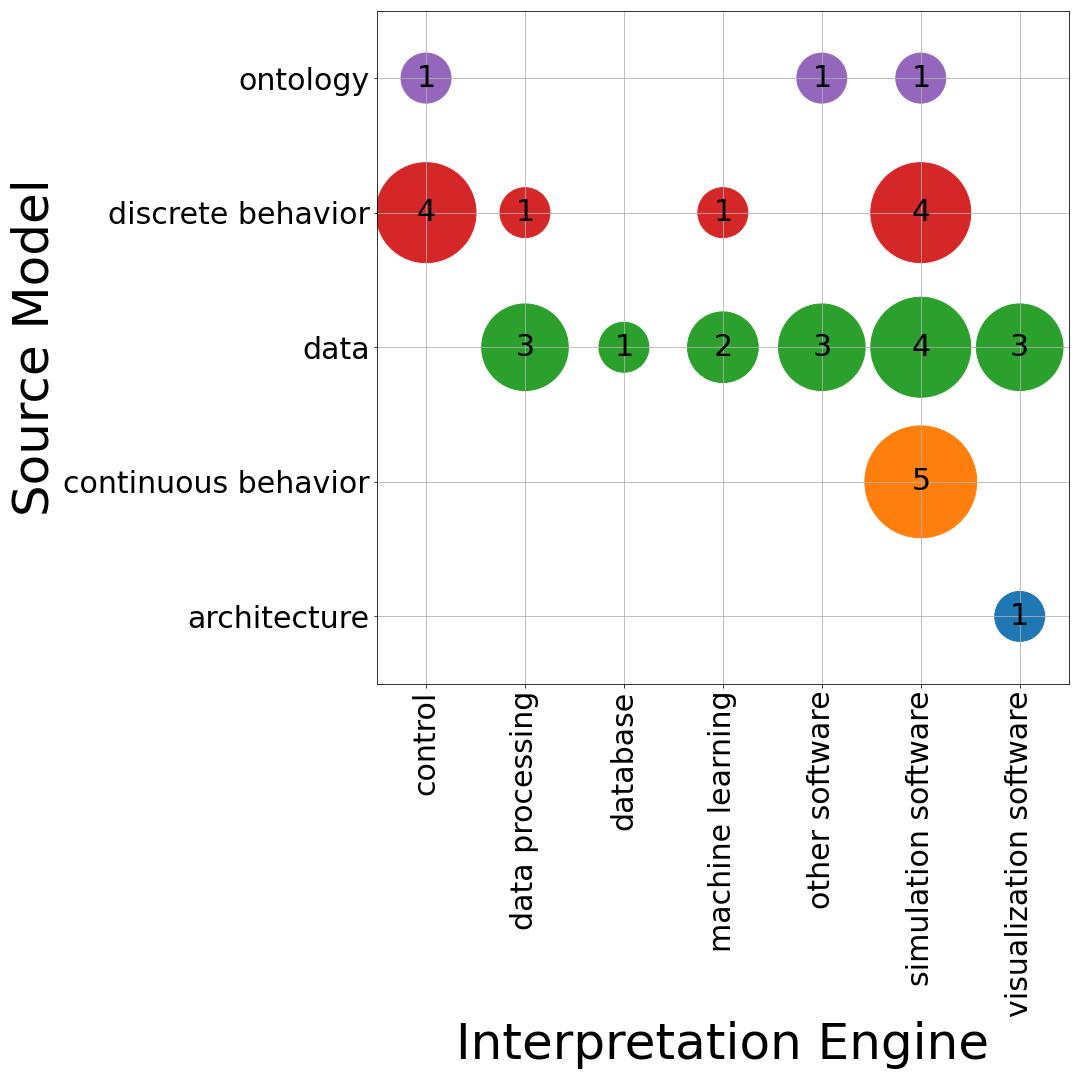 Source Model
ontology
1 1 1
discrete behavior
4 1 1 4
data
3 1 2 3 4 3
continuous behavior
5
architecture
1
control
data processing
database
machine learning
other software
simulation software
visualization software
Interpretation Engine